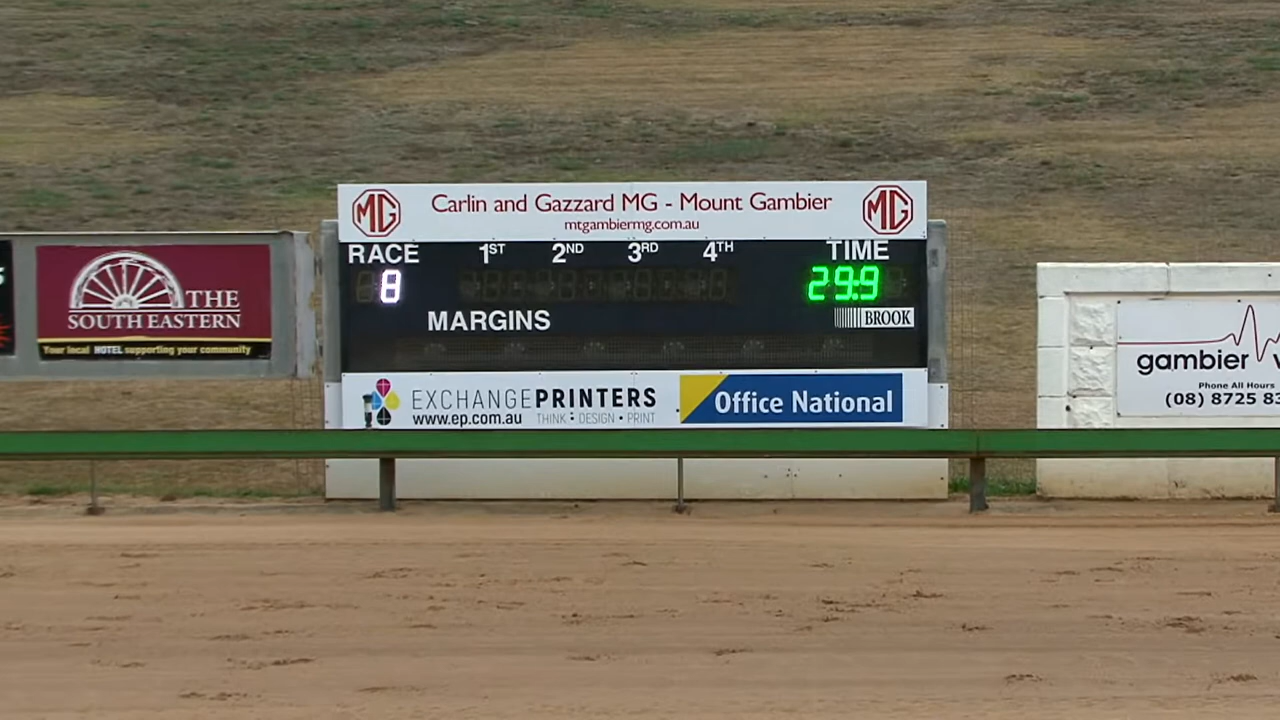 MG
Carlin and Gazzard MG - Mount Gambier
mtgambiermg.com.au
MG
RACE 1ST 2ND 3RD 4TH TIME
8 29.9
MARGINS
BROOK
EXCHANGEPRINTERS
www.ep.com.au THINK • DESIGN • PRINT
Office National
THE
SOUTH EASTERN
Your local HOTEL supporting your community
gambier
Phone All Hours
(08) 8725